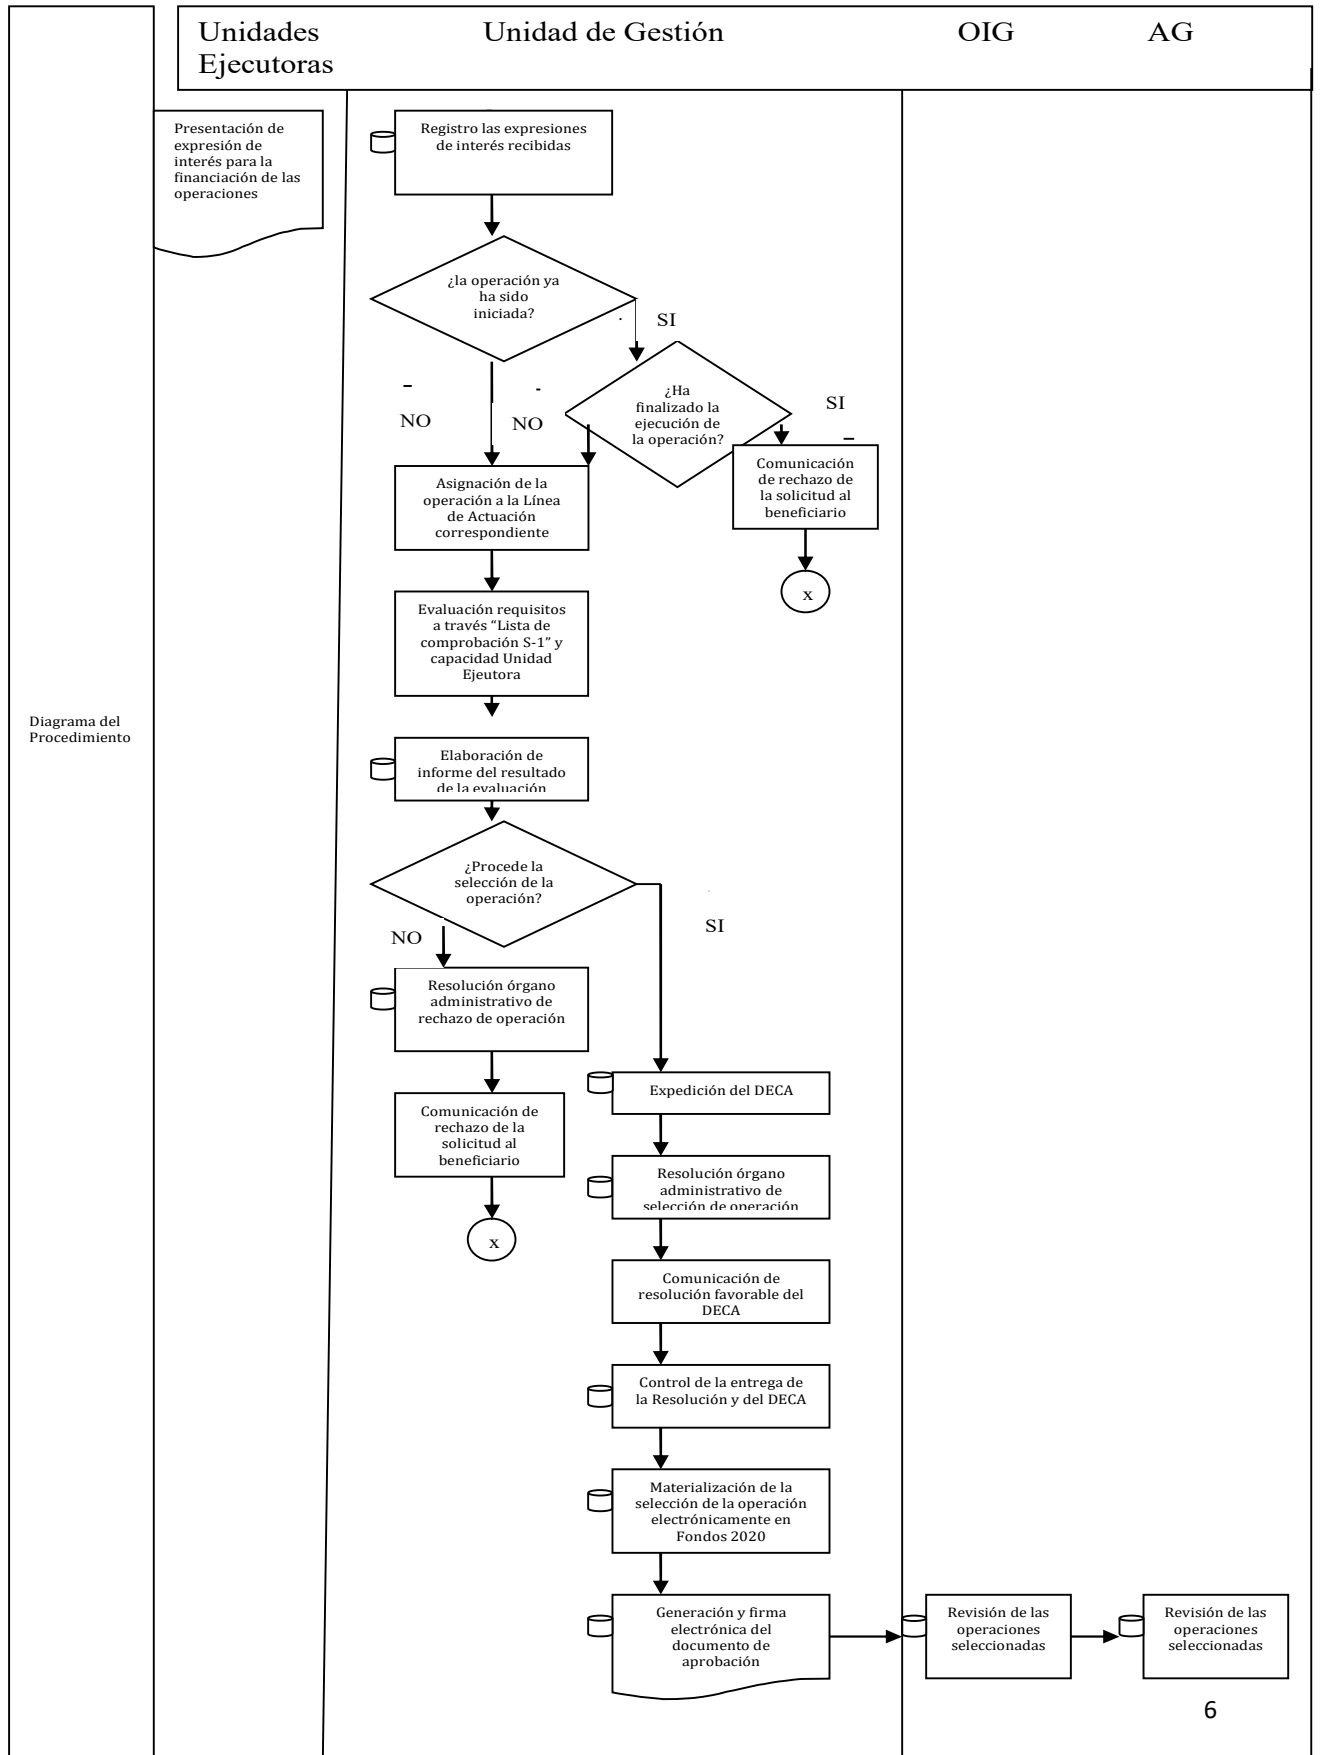 Unidades
Ejecutoras
Unidad de Gestión
OIG
AG
Diagrama del
Procedimiento
Presentación de
expresión de
interés para la
financiación de las
operaciones
Registro las expresiones
de interés recibidas
¿la operación ya
ha sido
iniciada?
SI
¿Ha
finalizado la
ejecución de
la operación?
SI
NO
NO
Comunicación
de rechazo de
la solicitud al
beneficiario
x
Asignación de la
operación a la Línea
de Actuación
correspondiente
Evaluación requisitos
a través “Lista de
comprobación S-1” y
capacidad Unidad
Ejeutora
Elaboración de
informe del resultado
de la evaluación
¿Procede la
selección de la
operación?
NO
SI
Resolución órgano
administrativo de
rechazo de operación
Comunicación de
rechazo de la
solicitud al
beneficiario
x
Expedición del DECA
Resolución órgano
administrativo de
selección de operación
Comunicación de
resolución favorable del
DECA
Control de la entrega de
la Resolución y del DECA
Materialización de la
selección de la operación
electrónicamente en
Fondos 2020
Generación y firma
electrónica del
documento de
aprobación
Revisión de las
operaciones
seleccionadas
Revisión de las
operaciones
seleccionadas
6